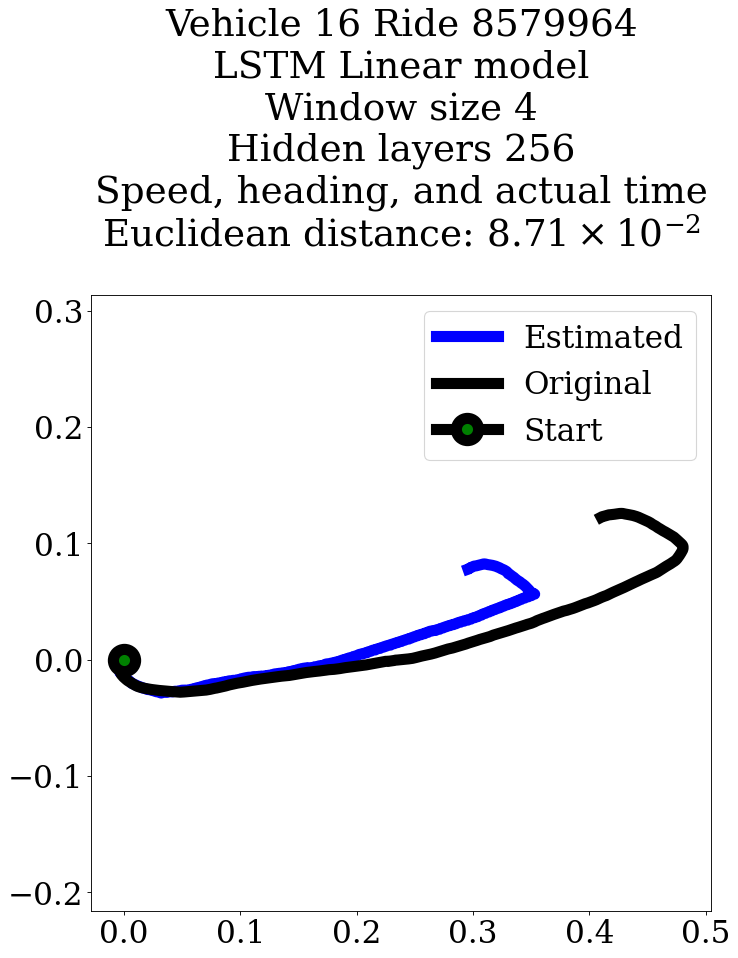 Vehicle 16 Ride 8579964
LSTM Linear model
Window size 4
Hidden layers 256
Speed, heading, and actual time
Euclidean distance: 8.71 × 10⁻²
Estimated
Original
Start
0.3
0.2
0.1
0.0
−0.1
−0.2
0.0 0.1 0.2 0.3 0.4 0.5